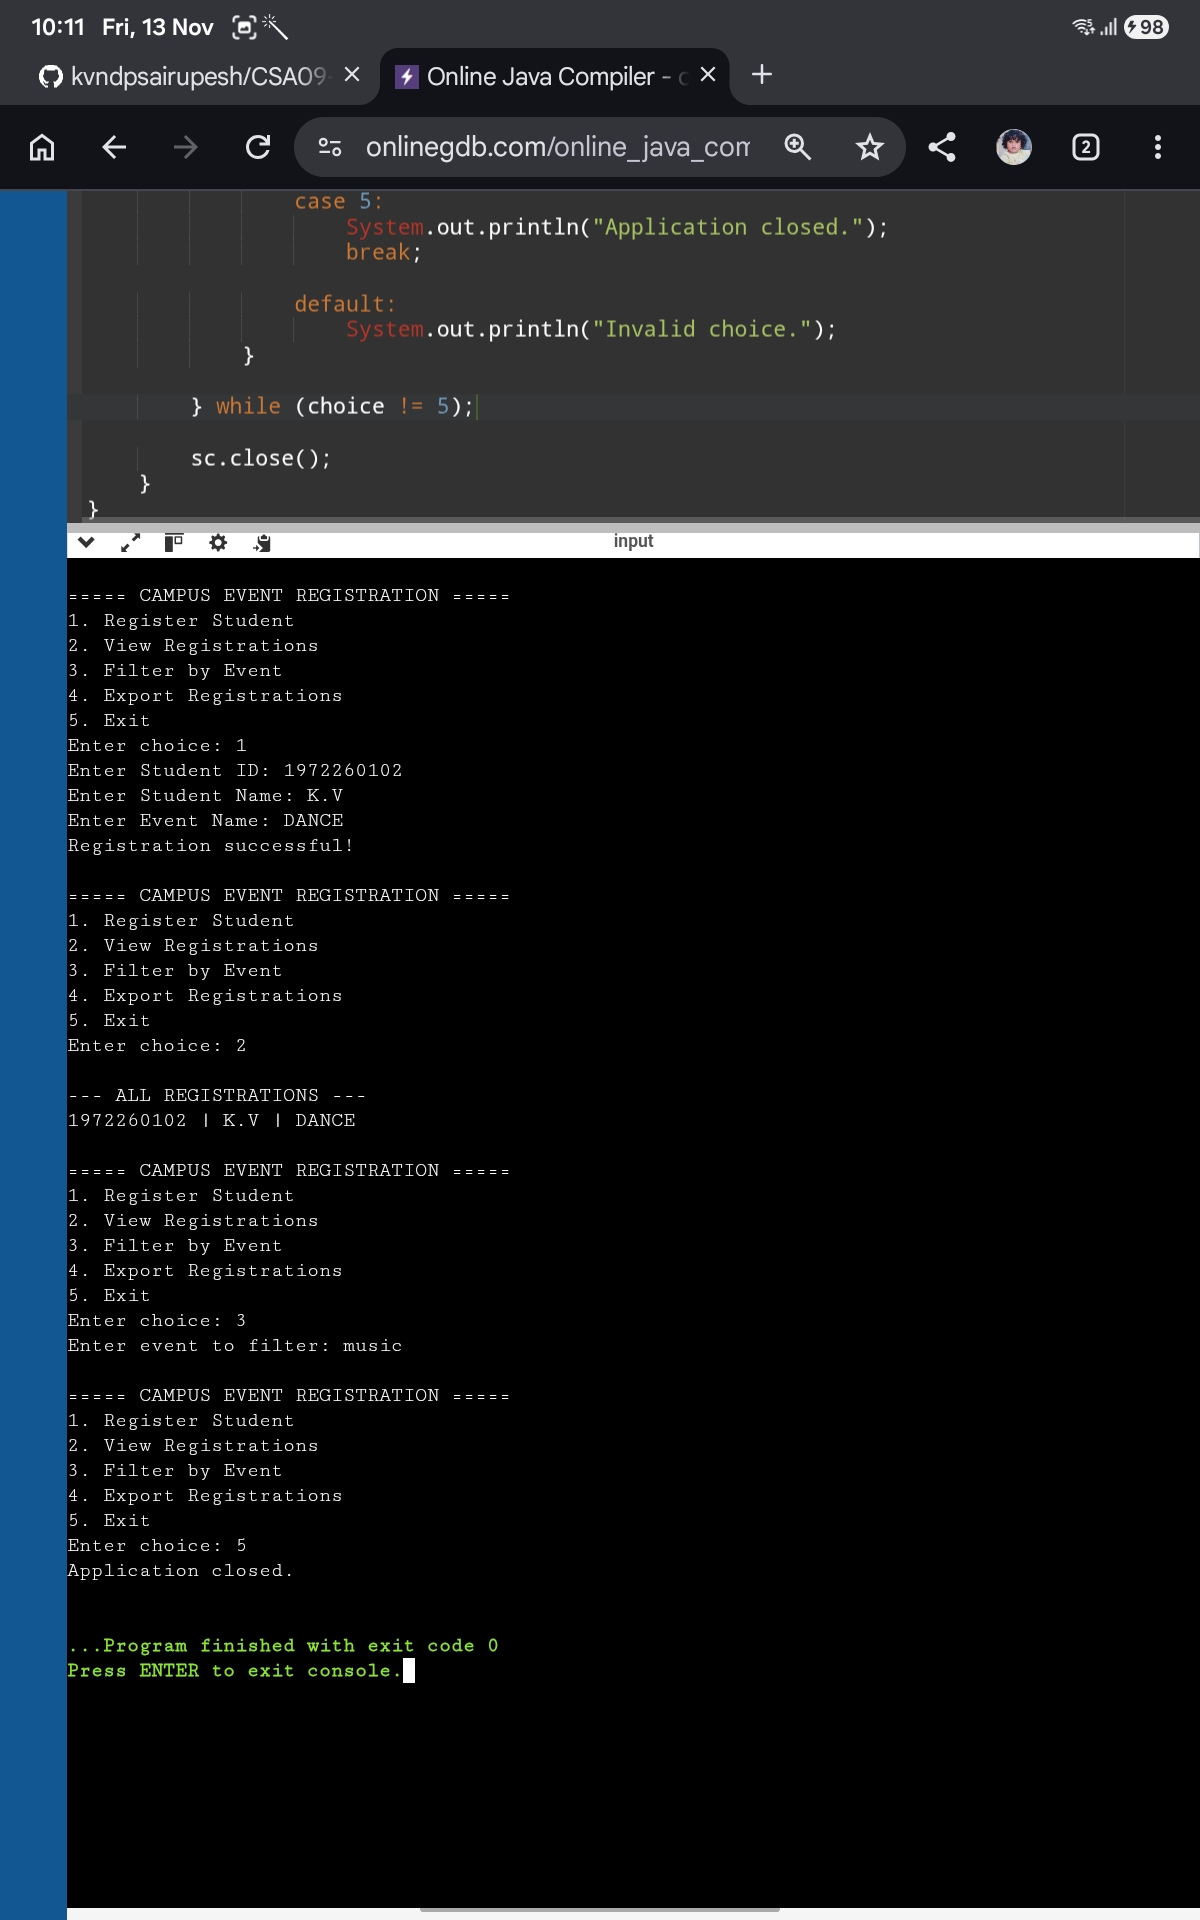 10:11 Fri, 13 Nov
98
kvndpsairupesh/CSA09
Online Java Compiler -
onlinegdb.com/online_java_com
2
case 5:
System.out.println("Application closed.");
break;
default:
System.out.println("Invalid choice.");
}
} while (choice != 5);
sc.close();
}
}
input
===== CAMPUS EVENT REGISTRATION =====
1. Register Student
2. View Registrations
3. Filter by Event
4. Export Registrations
5. Exit
Enter choice: 1
Enter Student ID: 1972260102
Enter Student Name: K.V
Enter Event Name: DANCE
Registration successful!
===== CAMPUS EVENT REGISTRATION =====
1. Register Student
2. View Registrations
3. Filter by Event
4. Export Registrations
5. Exit
Enter choice: 2
--- ALL REGISTRATIONS ---
1972260102 | K.V | DANCE
===== CAMPUS EVENT REGISTRATION =====
1. Register Student
2. View Registrations
3. Filter by Event
4. Export Registrations
5. Exit
Enter choice: 3
Enter event to filter: music
===== CAMPUS EVENT REGISTRATION =====
1. Register Student
2. View Registrations
3. Filter by Event
4. Export Registrations
5. Exit
Enter choice: 5
Application closed.
...Program finished with exit code 0
Press ENTER to exit console.